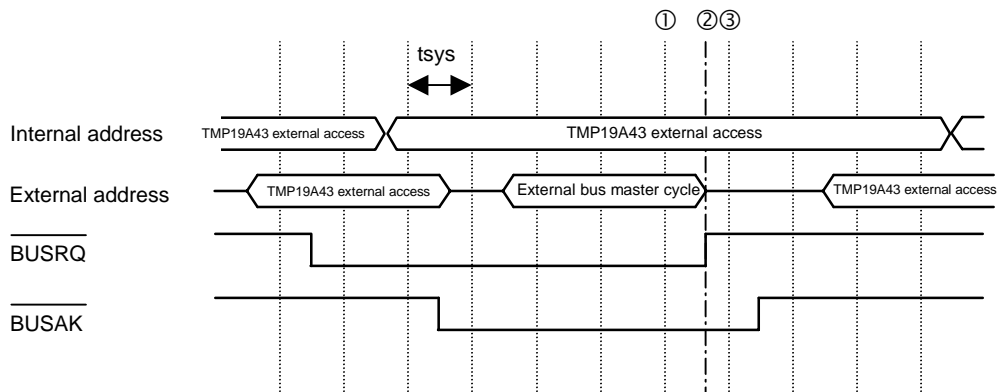 ① ②③
tsys
Internal address
TMP19A43 external access
TMP19A43 external access
External address
TMP19A43 external access
External bus master cycle
TMP19A43 external access
BUSRQ
BUSAK